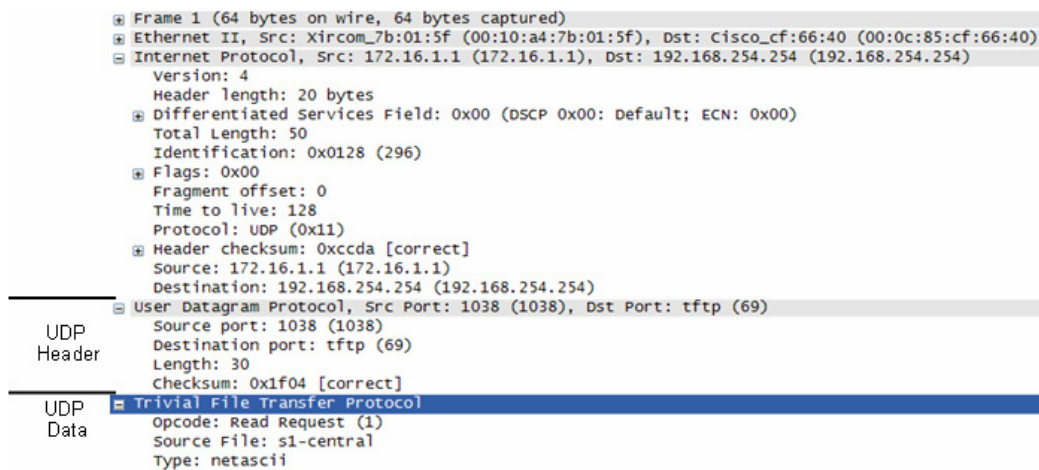 Frame 1 (64 bytes on wire, 64 bytes captured)
Ethernet II, Src: Xircom_7b:01:5f (00:10:a4:7b:01:5f), Dst: Cisco_cf:66:40 (00:0c:85:cf:66:40)
Internet Protocol, Src: 172.16.1.1 (172.16.1.1), Dst: 192.168.254.254 (192.168.254.254)
Version: 4
Header length: 20 bytes
Differentiated Services Field: 0x00 (DSCP 0x00: Default; ECN: 0x00)
Total Length: 50
Identification: 0x0128 (296)
Flags: 0x00
Fragment offset: 0
Time to live: 128
Protocol: UDP (0x11)
Header checksum: 0xccda [correct]
Source: 172.16.1.1 (172.16.1.1)
Destination: 192.168.254.254 (192.168.254.254)
UDP
Header
User Datagram Protocol, Src Port: 1038 (1038), Dst Port: tftp (69)
Source port: 1038 (1038)
Destination port: tftp (69)
Length: 30
Checksum: 0x1f04 [correct]
UDP
Data
Trivial File Transfer Protocol
Opcode: Read Request (1)
Source File: s1-central
Type: netascii